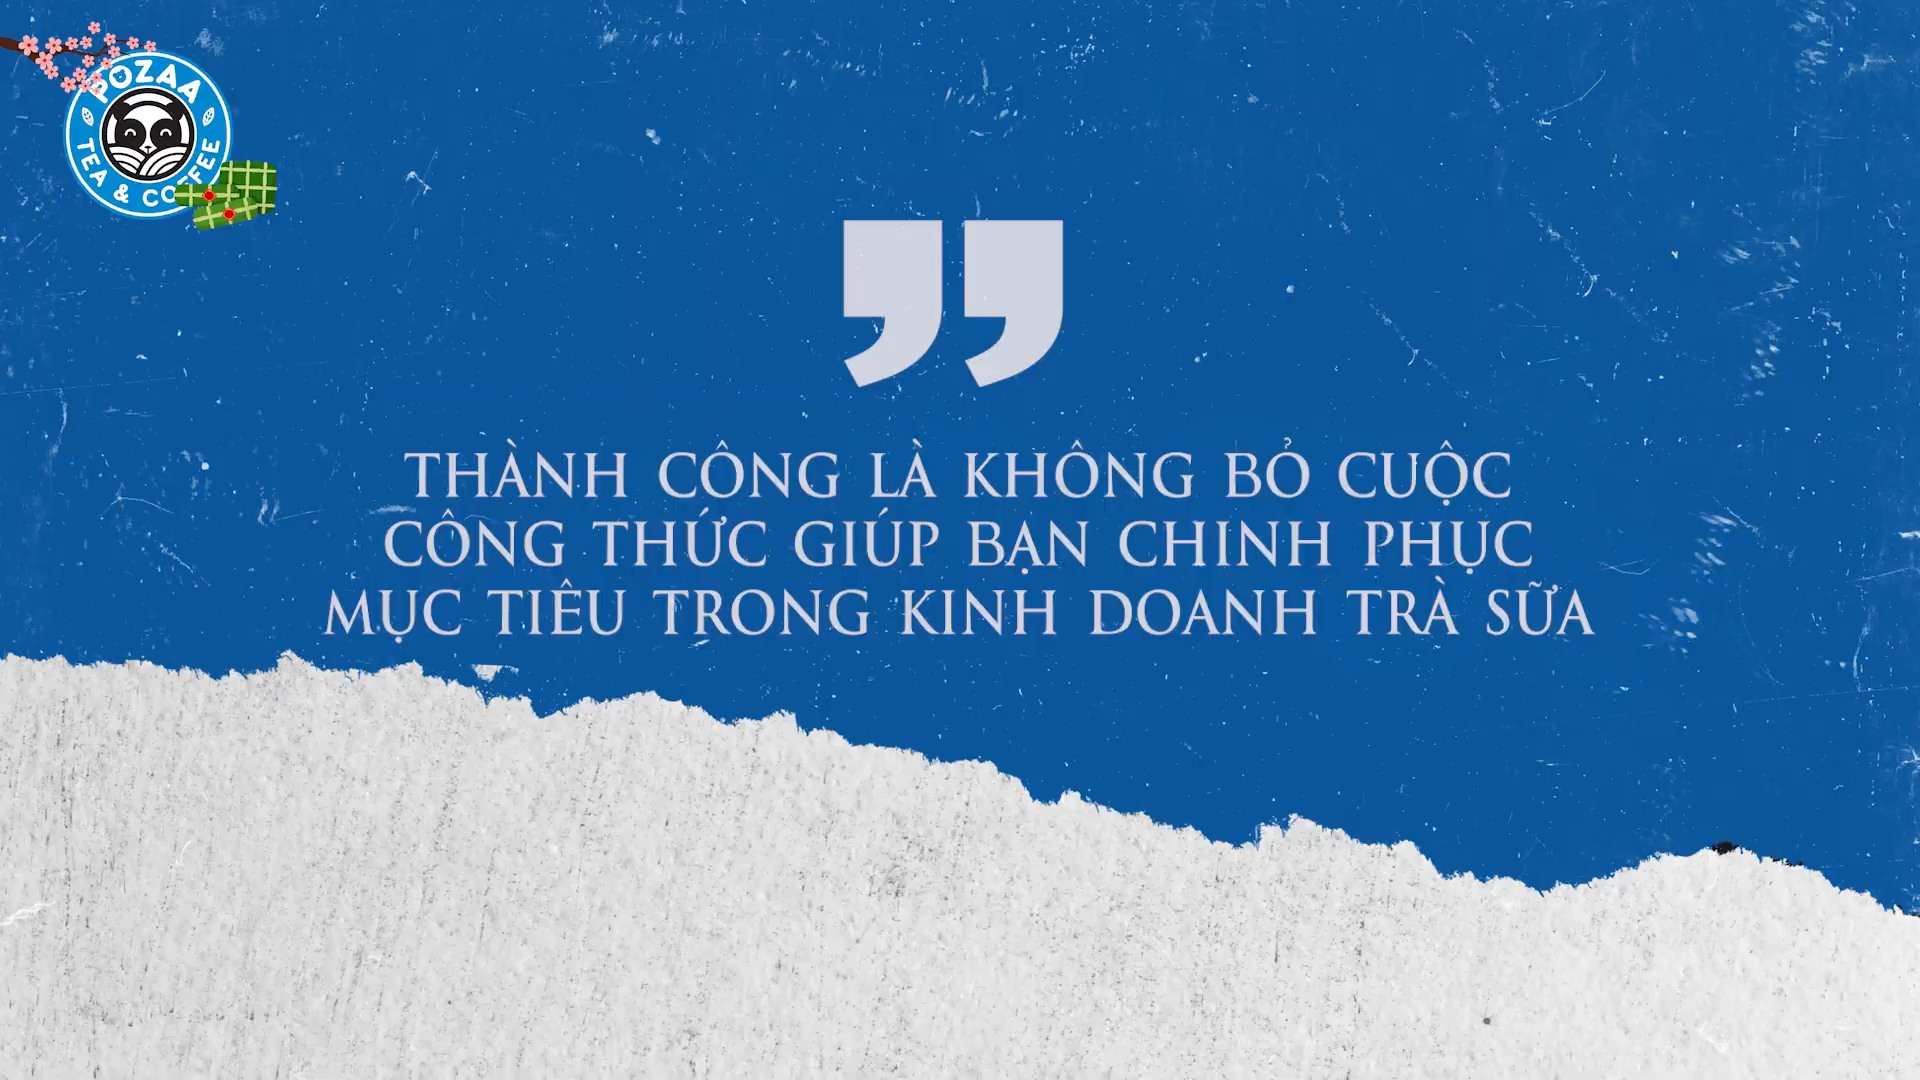 POZAA
TEA & COFFEE
THÀNH CÔNG LÀ KHÔNG BỎ CUỘC
CÔNG THỨC GIÚP BẠN CHINH PHỤC
MỤC TIÊU TRONG KINH DOANH TRÀ SỮA